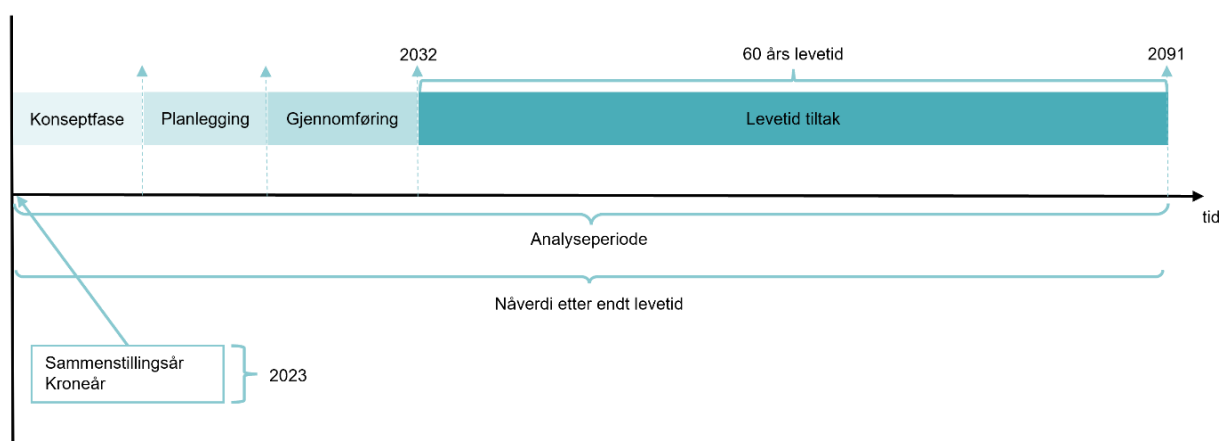 2032
60 års levetid
2091
Konseptfase
Planlegging
Gjennomføring
Levetid tiltak
tid
Analyseperiode
Nåverdi etter endt levetid
Sammenstillingsår
Kroneår
2023